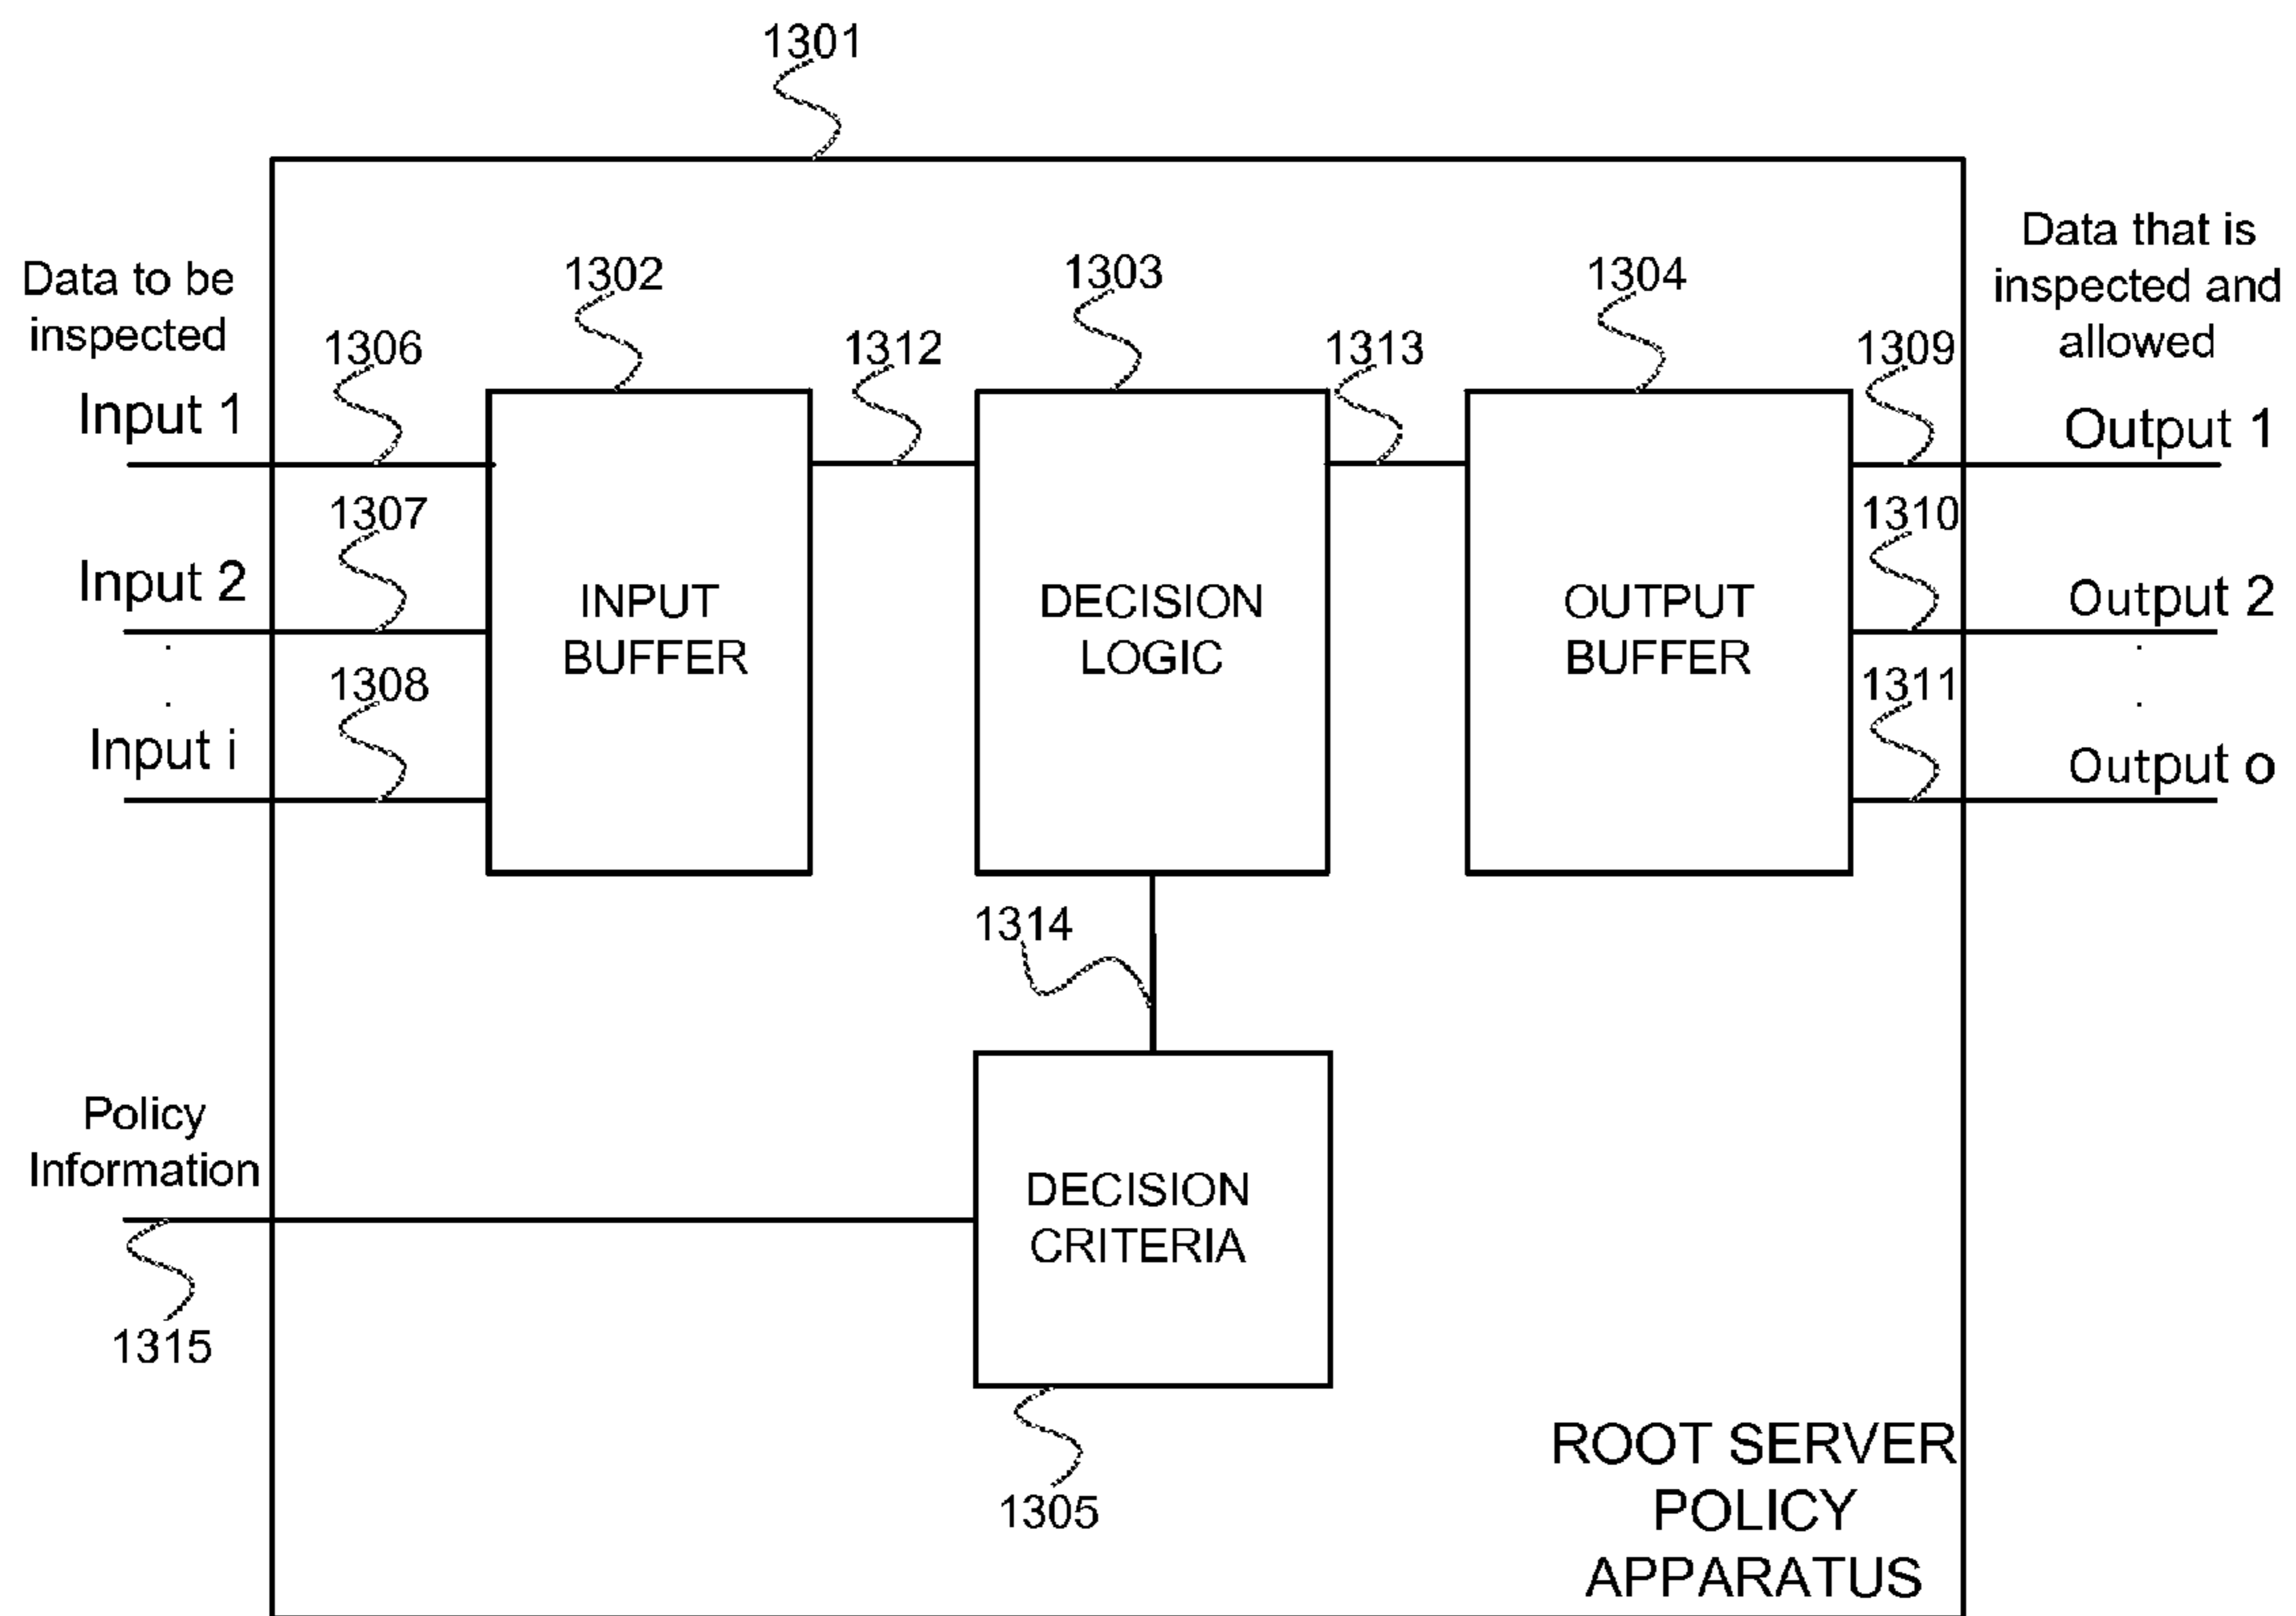 1301
Data to be
inspected
1302
1303
1304
Data that is
inspected and
allowed
1306
1312
1313
1309
Input 1
Output 1
1307
1310
Input 2
Output 2
INPUT
BUFFER
DECISION
LOGIC
OUTPUT
BUFFER
1308
1311
Input i
Output o
1314
Policy
Information
DECISION
CRITERIA
1315
1305
ROOT SERVER
POLICY
APPARATUS